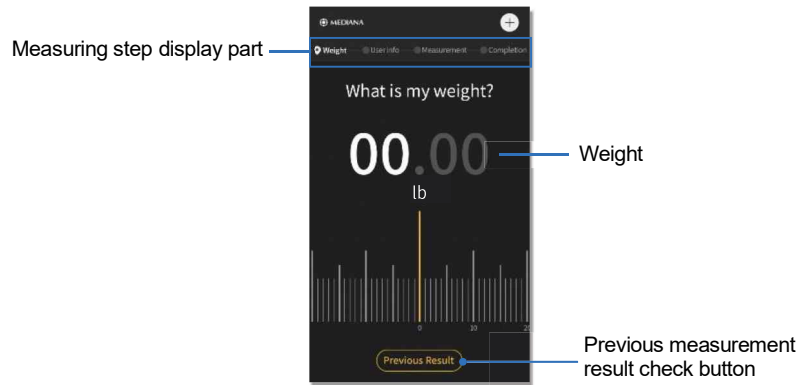 MEDIANA
+
Measuring step display part
Weight User info Measurement Completion
What is my weight?
00.00
Weight
lb
0 10 20
Previous Result
Previous measurement
result check button